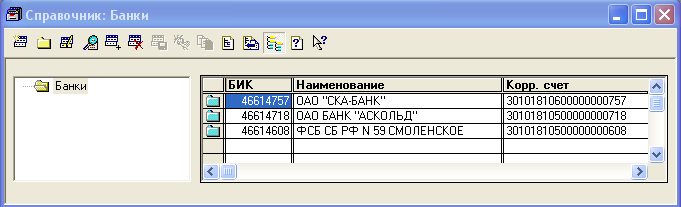 Справочник: Банки
Банки
БИК Наименование Корр. счет
46614757 ОАО "СКА-БАНК" 30101810600000000757
46614718 ОАО БАНК "АСКОЛЬД" 30101810500000000718
46614608 ФСБ СБ РФ N 59 СМОЛЕНСКОЕ 30101810500000000608